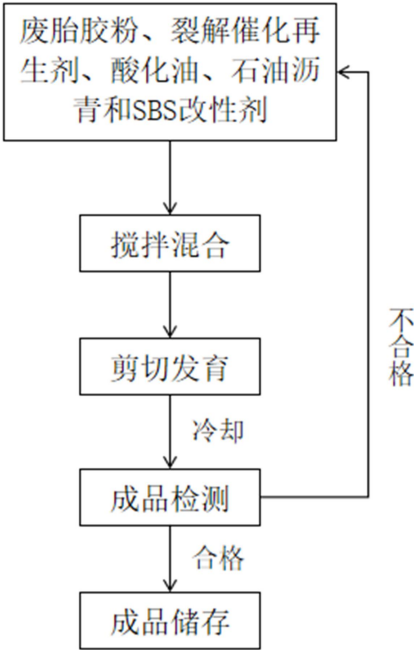 废胎胶粉、裂解催化再
生剂、酸化油、石油沥
青和SBS改性剂
搅拌混合
剪切发育
冷却
成品检测
不合格
合格
成品储存